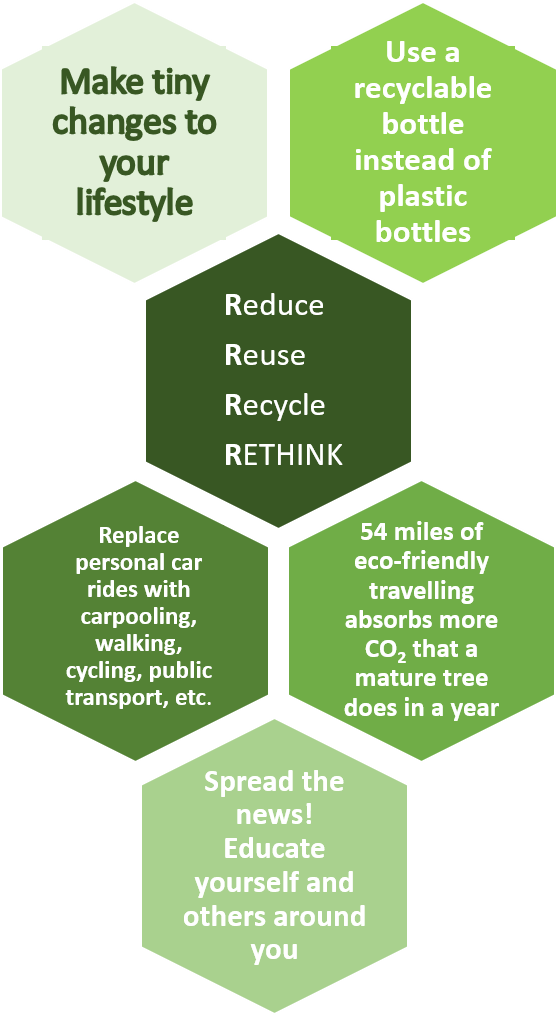 Make tiny
changes to
your
lifestyle
Use a
recyclable
bottle
instead of
plastic
bottles
Reduce
Reuse
Recycle
RETHINK
Replace
personal car
rides with
carpooling,
walking,
cycling, public
transport, etc.
54 miles of
eco-friendly
travelling
absorbs more
CO₂ that a
mature tree
does in a year
Spread the
news!
Educate
yourself and
others around
you